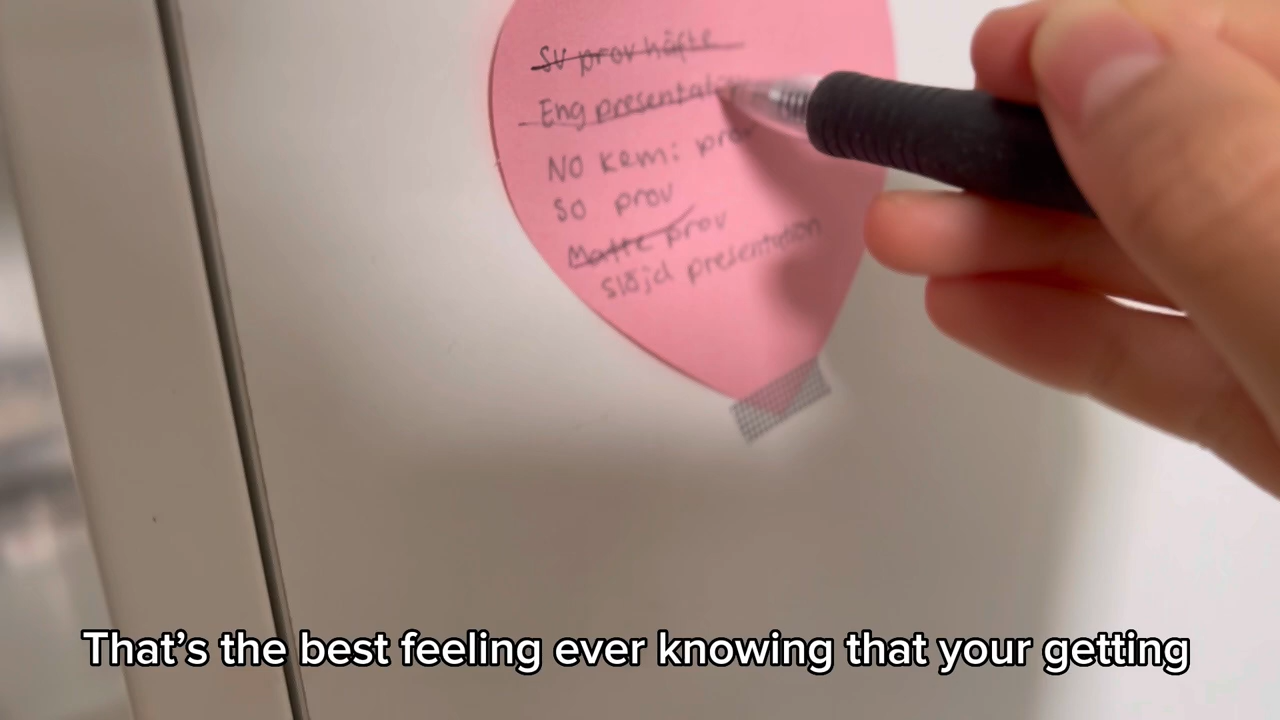 SV prov häfte
Eng presentation
NO Kemi prov
SO prov
Matte prov
slöjd presentation
That's the best feeling ever knowing that your getting